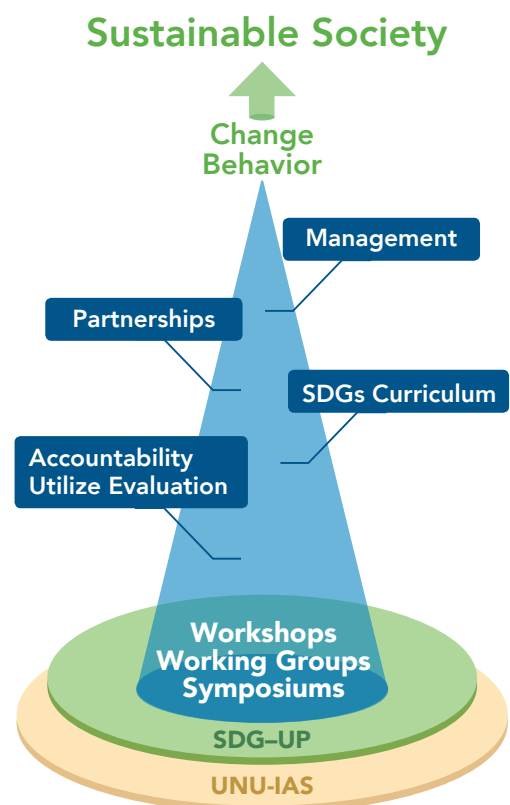 Sustainable Society
Change
Behavior
Management
Partnerships
SDGs Curriculum
Accountability
Utilize Evaluation
Workshops
Working Groups
Symposiums
SDG–UP
UNU-IAS